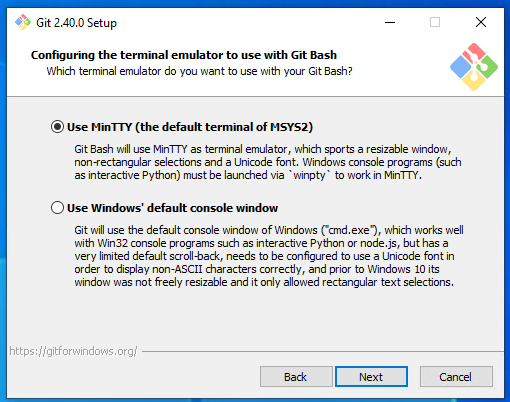 Git 2.40.0 Setup
Configuring the terminal emulator to use with Git Bash
Which terminal emulator do you want to use with your Git Bash?
Use MinTTY (the default terminal of MSYS2)
Git Bash will use MinTTY as terminal emulator, which sports a resizable window,
non-rectangular selections and a Unicode font. Windows console programs (such
as interactive Python) must be launched via `winpty` to work in MinTTY.
Use Windows' default console window
Git will use the default console window of Windows ("cmd.exe"), which works well
with Win32 console programs such as interactive Python or node.js, but has a
very limited default scroll-back, needs to be configured to use a Unicode font in
order to display non-ASCII characters correctly, and prior to Windows 10 its
window was not freely resizable and it only allowed rectangular text selections.
https://gitforwindows.org/
Back
Next
Cancel